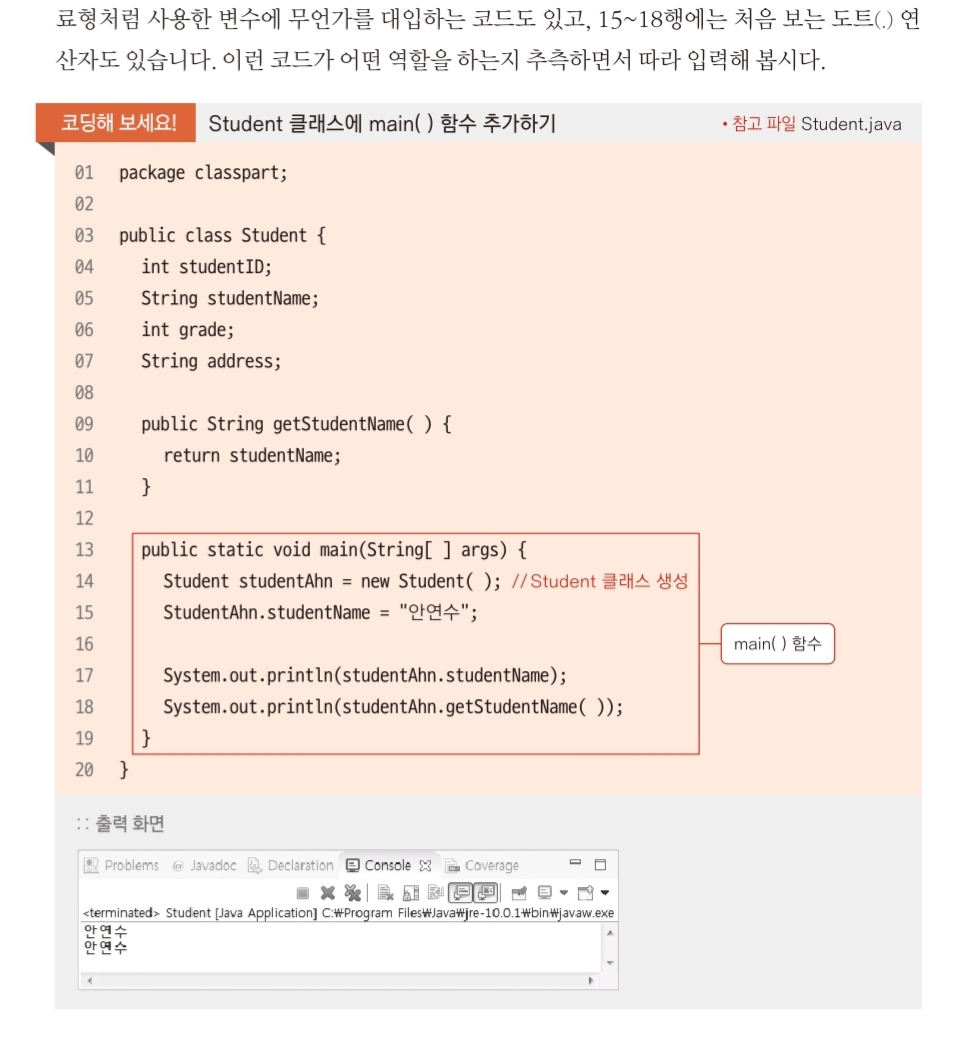 료형처럼 사용한 변수에 무언가를 대입하는 코드도 있고, 15~18행에는 처음 보는 도트(.) 연
산자도 있습니다. 이런 코드가 어떤 역할을 하는지 추측하면서 따라 입력해 봅시다.
코딩해 보세요! Student 클래스에 main( ) 함수 추가하기 • 참고 파일 Student.java
01 package classpart;
02
03 public class Student {
04 int studentID;
05 String studentName;
06 int grade;
07 String address;
08
09 public String getStudentName( ) {
10 return studentName;
11 }
12
13 public static void main(String[ ] args) {
14 Student studentAhn = new Student( ); //Student 클래스 생성
15 StudentAhn.studentName = "안연수";
16 main( ) 함수
17 System.out.println(studentAhn.studentName);
18 System.out.println(studentAhn.getStudentName( ));
19 }
20 }
:: 출력 화면
Problems @ Javadoc Declaration Console Coverage
<terminated> Student [Java Application] C:₩Program Files₩Java₩jre-10.0.1₩bin₩javaw.exe
안연수
안연수